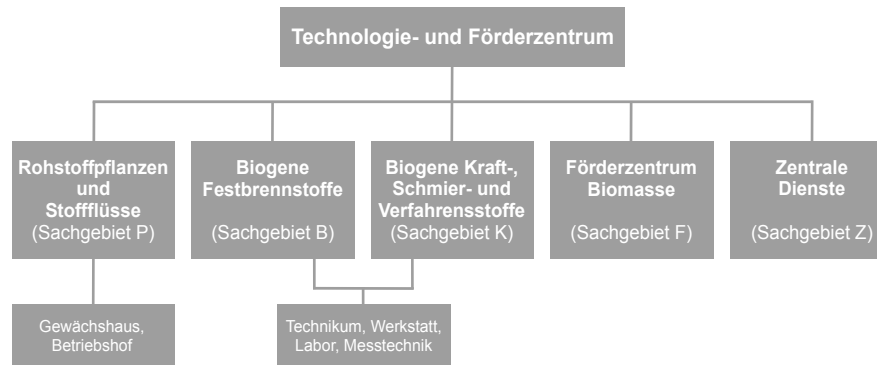 Technologie- und Förderzentrum
Rohstoffpflanzen
und
Stoffflüsse
(Sachgebiet P)
Biogene
Festbrennstoffe
(Sachgebiet B)
Biogene Kraft-,
Schmier- und
Verfahrensstoffe
(Sachgebiet K)
Förderzentrum
Biomasse
(Sachgebiet F)
Zentrale
Dienste
(Sachgebiet Z)
Gewächshaus,
Betriebshof
Technikum, Werkstatt,
Labor, Messtechnik